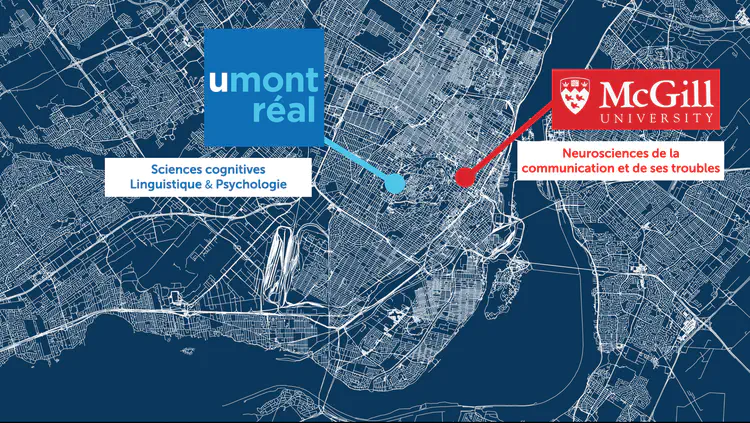 umont
réal
Sciences cognitives
Linguistique & Psychologie
McGill
UNIVERSITY
Neurosciences de la
communication et de ses troubles